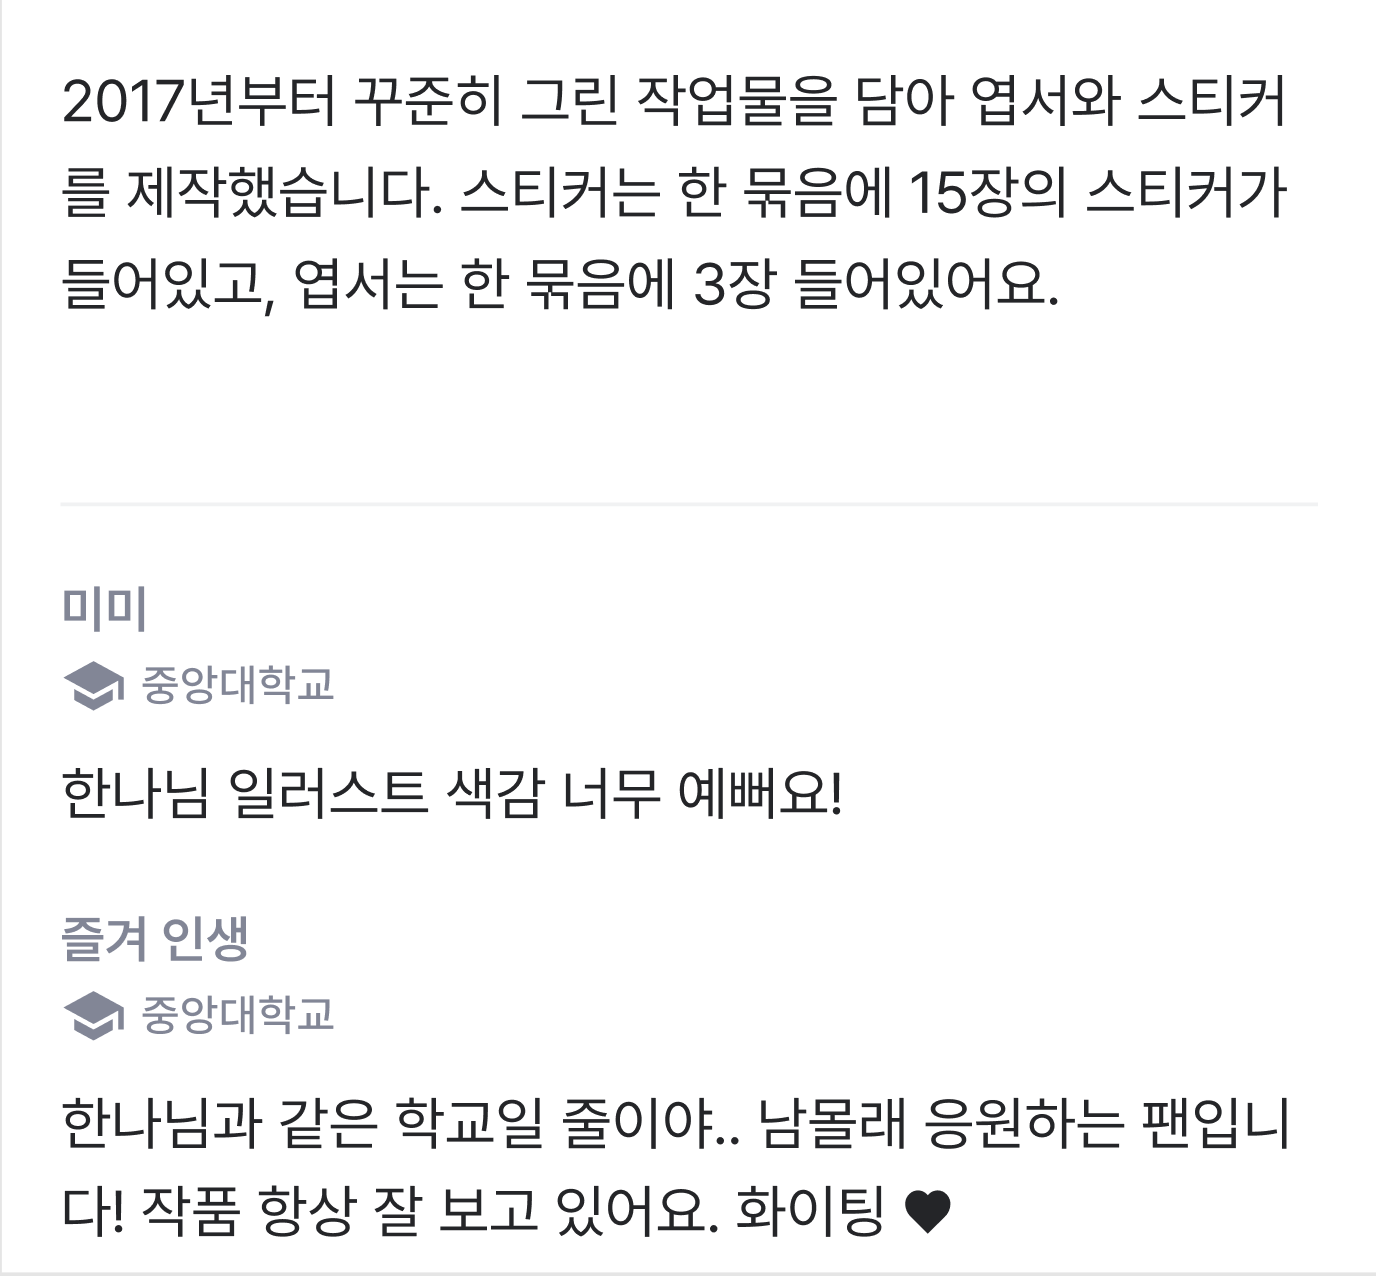 2017년부터 꾸준히 그린 작업물을 담아 엽서와 스티커
를 제작했습니다. 스티커는 한 묶음에 15장의 스티커가
들어있고, 엽서는 한 묶음에 3장 들어있어요.
미미
중앙대학교
한나님 일러스트 색감 너무 예뻐요!
즐겨 인생
중앙대학교
한나님과 같은 학교일 줄이야.. 남몰래 응원하는 팬입니
다! 작품 항상 잘 보고 있어요. 화이팅 ♥